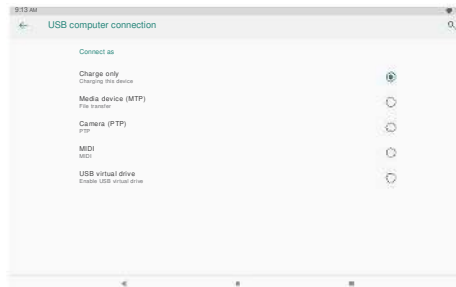 9:13 AM
USB computer connection
Connect as
Charge only
Charging this device
Media device (MTP)
File transfer
Camera (PTP)
PTP
MIDI
MIDI
USB virtual drive
Enable USB virtual drive